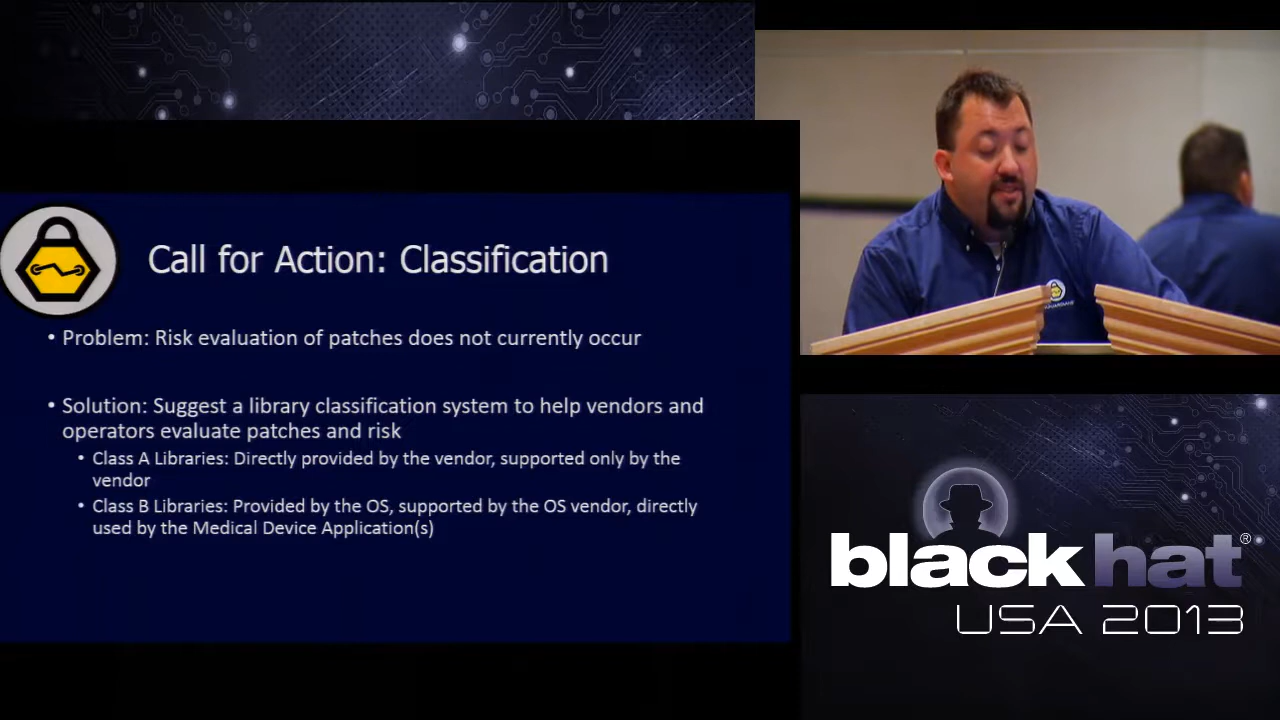 Call for Action: Classification
• Problem: Risk evaluation of patches does not currently occur
• Solution: Suggest a library classification system to help vendors and
operators evaluate patches and risk
• Class A Libraries: Directly provided by the vendor, supported only by the
vendor
• Class B Libraries: Provided by the OS, supported by the OS vendor, directly
used by the Medical Device Application(s)
black hat®
USA 2013